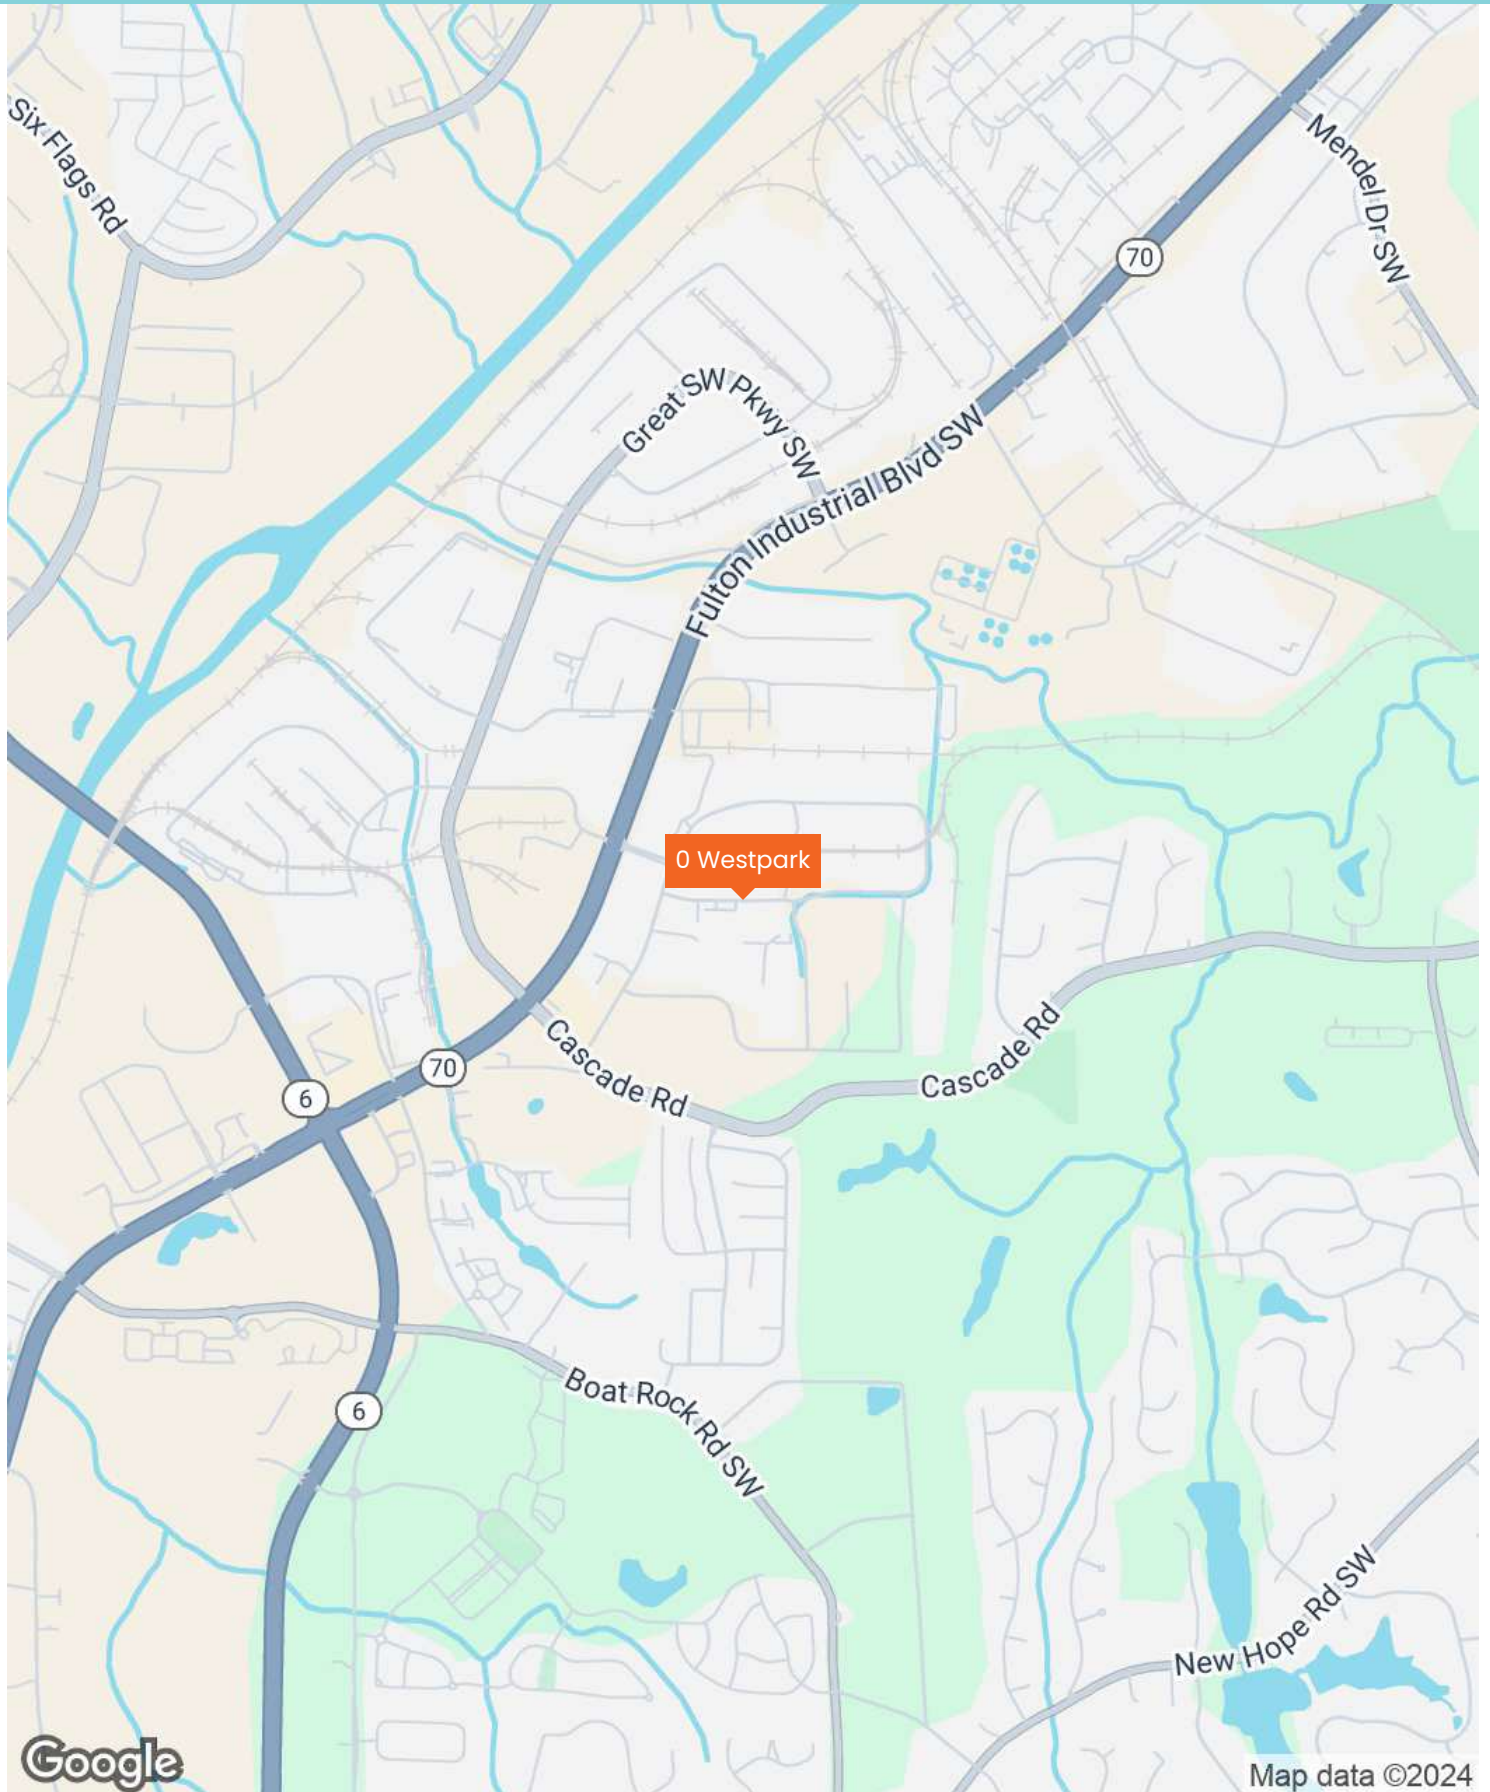 Six Flags Rd
Mendel Dr SW
70
Great SW Pkwy SW
Fulton Industrial Blvd SW
0 Westpark
Cascade Rd
Cascade Rd
70
6
6
Boat Rock Rd SW
New Hope Rd SW
Google
Map data ©2024